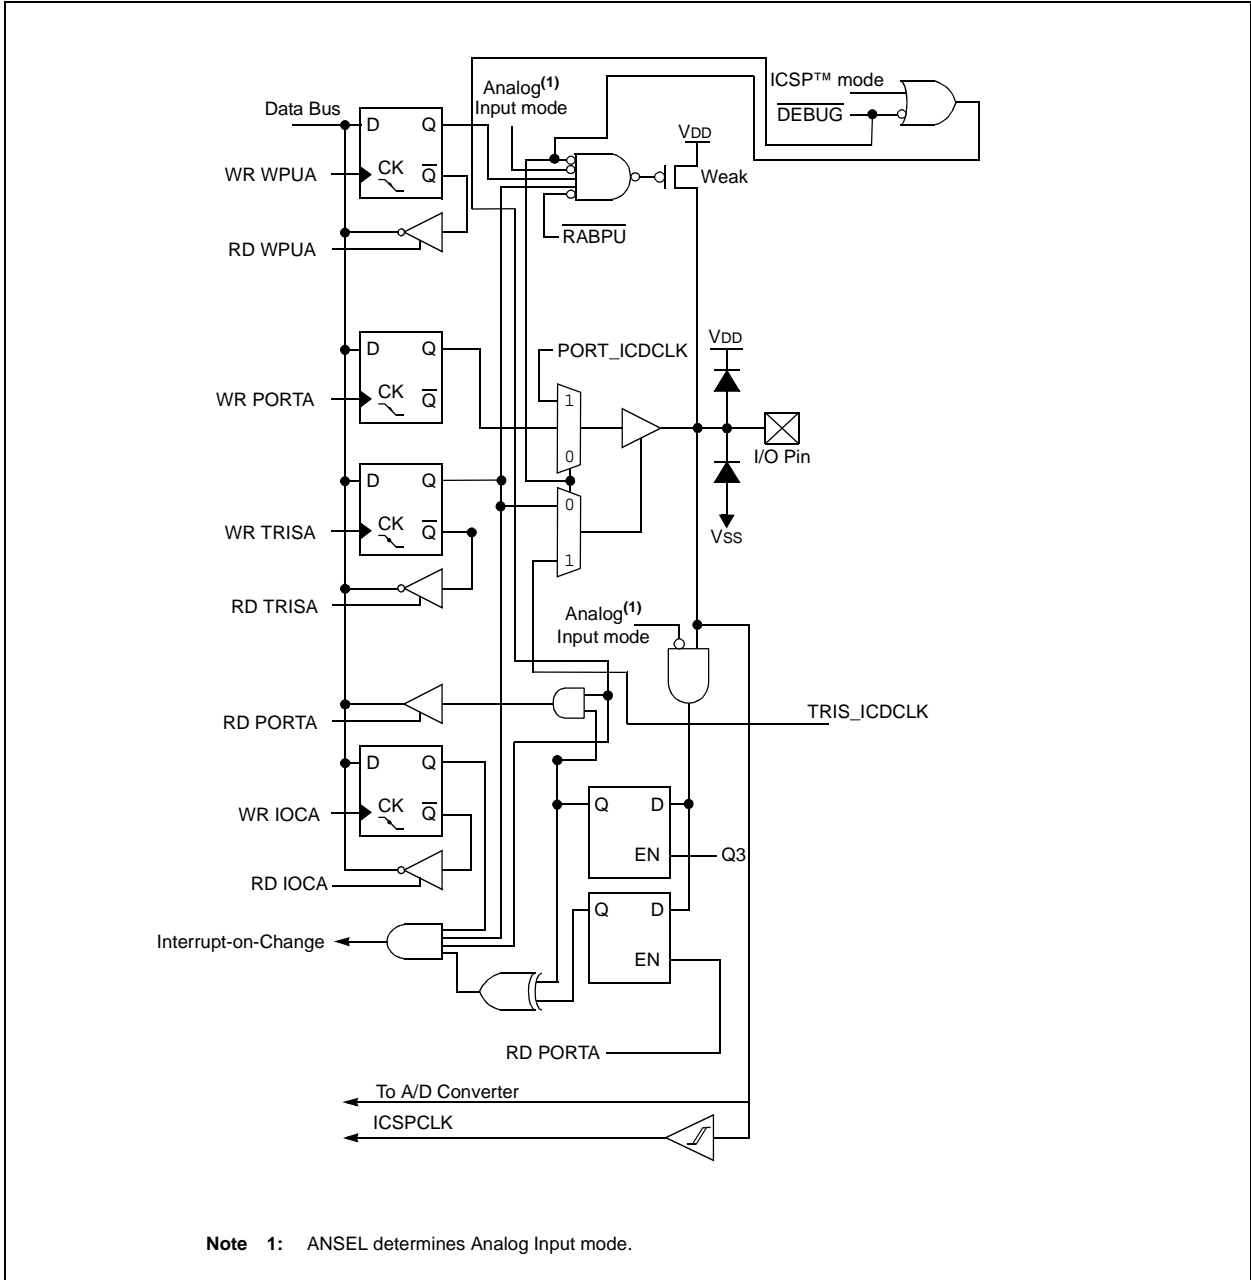 Analog(1)
Input mode
ICSP™ mode
DEBUG
Data Bus
D Q
WR WPUA
CK Q
RD WPUA
VDD
Weak
RABPU
D Q
PORT_ICDCLK
VDD
WR PORTA
CK Q
1
0
I/O Pin
D Q
0
WR TRISA
CK Q
1
VSS
RD TRISA
Analog(1)
Input mode
RD PORTA
TRIS_ICDCLK
D Q
WR IOCA
CK Q
Q D
EN
Q3
RD IOCA
Q D
EN
Interrupt-on-Change
RD PORTA
To A/D Converter
ICSPCLK
Note 1: ANSEL determines Analog Input mode.